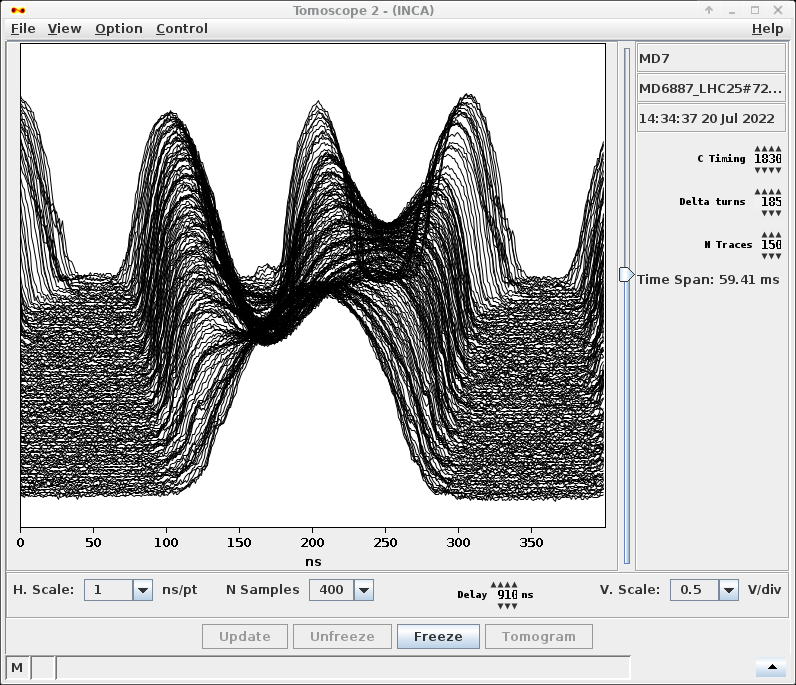 Tomoscope 2 - (INCA)
File View Option Control Help
MD7
MD6887_LHC25#72...
14:34:37 20 Jul 2022
C Timing 1830
Delta turns 185
N Traces 150
Time Span: 59.41 ms
0 50 100 150 200 250 300 350
ns
H. Scale: 1 ns/pt N Samples 400 Delay 910 ns V. Scale: 0.5 V/div
Update Unfreeze Freeze Tomogram
M